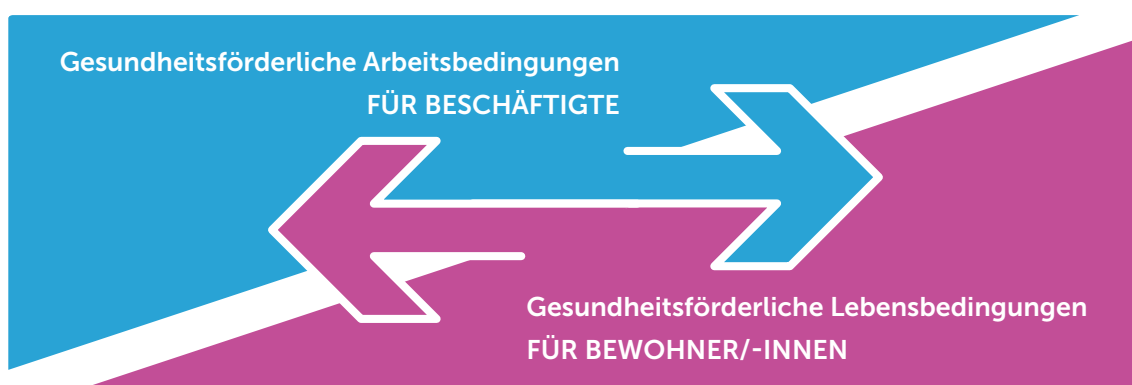 Gesundheitsförderliche Arbeitsbedingungen
FÜR BESCHÄFTIGTE
Gesundheitsförderliche Lebensbedingungen
FÜR BEWOHNER/-INNEN